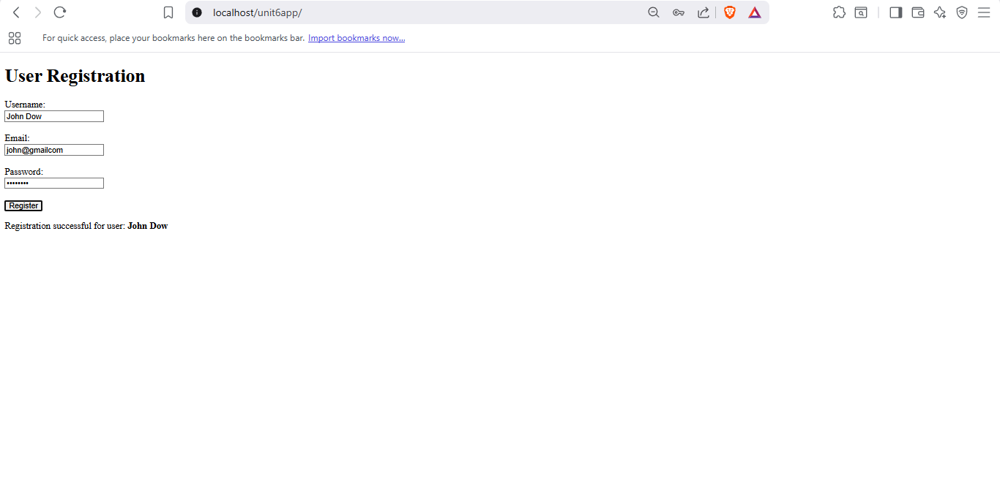 localhost/unit6app/
For quick access, place your bookmarks here on the bookmarks bar. Import bookmarks now...
User Registration
Username:
John Dow
Email:
john@gmailcom
Password:
••••••••
Register
Registration successful for user: John Dow